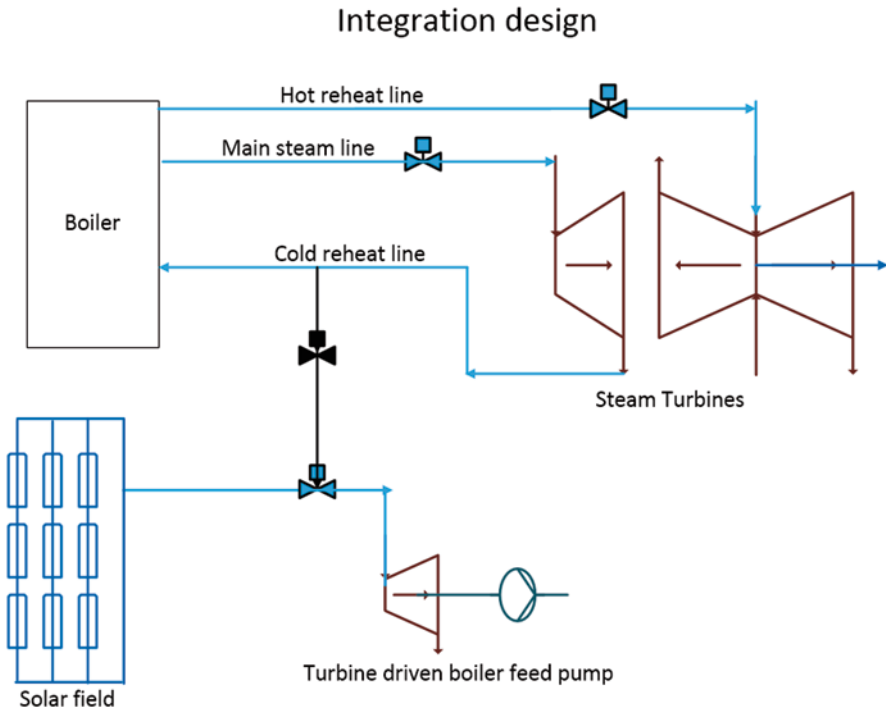 Integration design
Hot reheat line
Main steam line
Boiler
Cold reheat line
Steam Turbines
Turbine driven boiler feed pump
Solar field